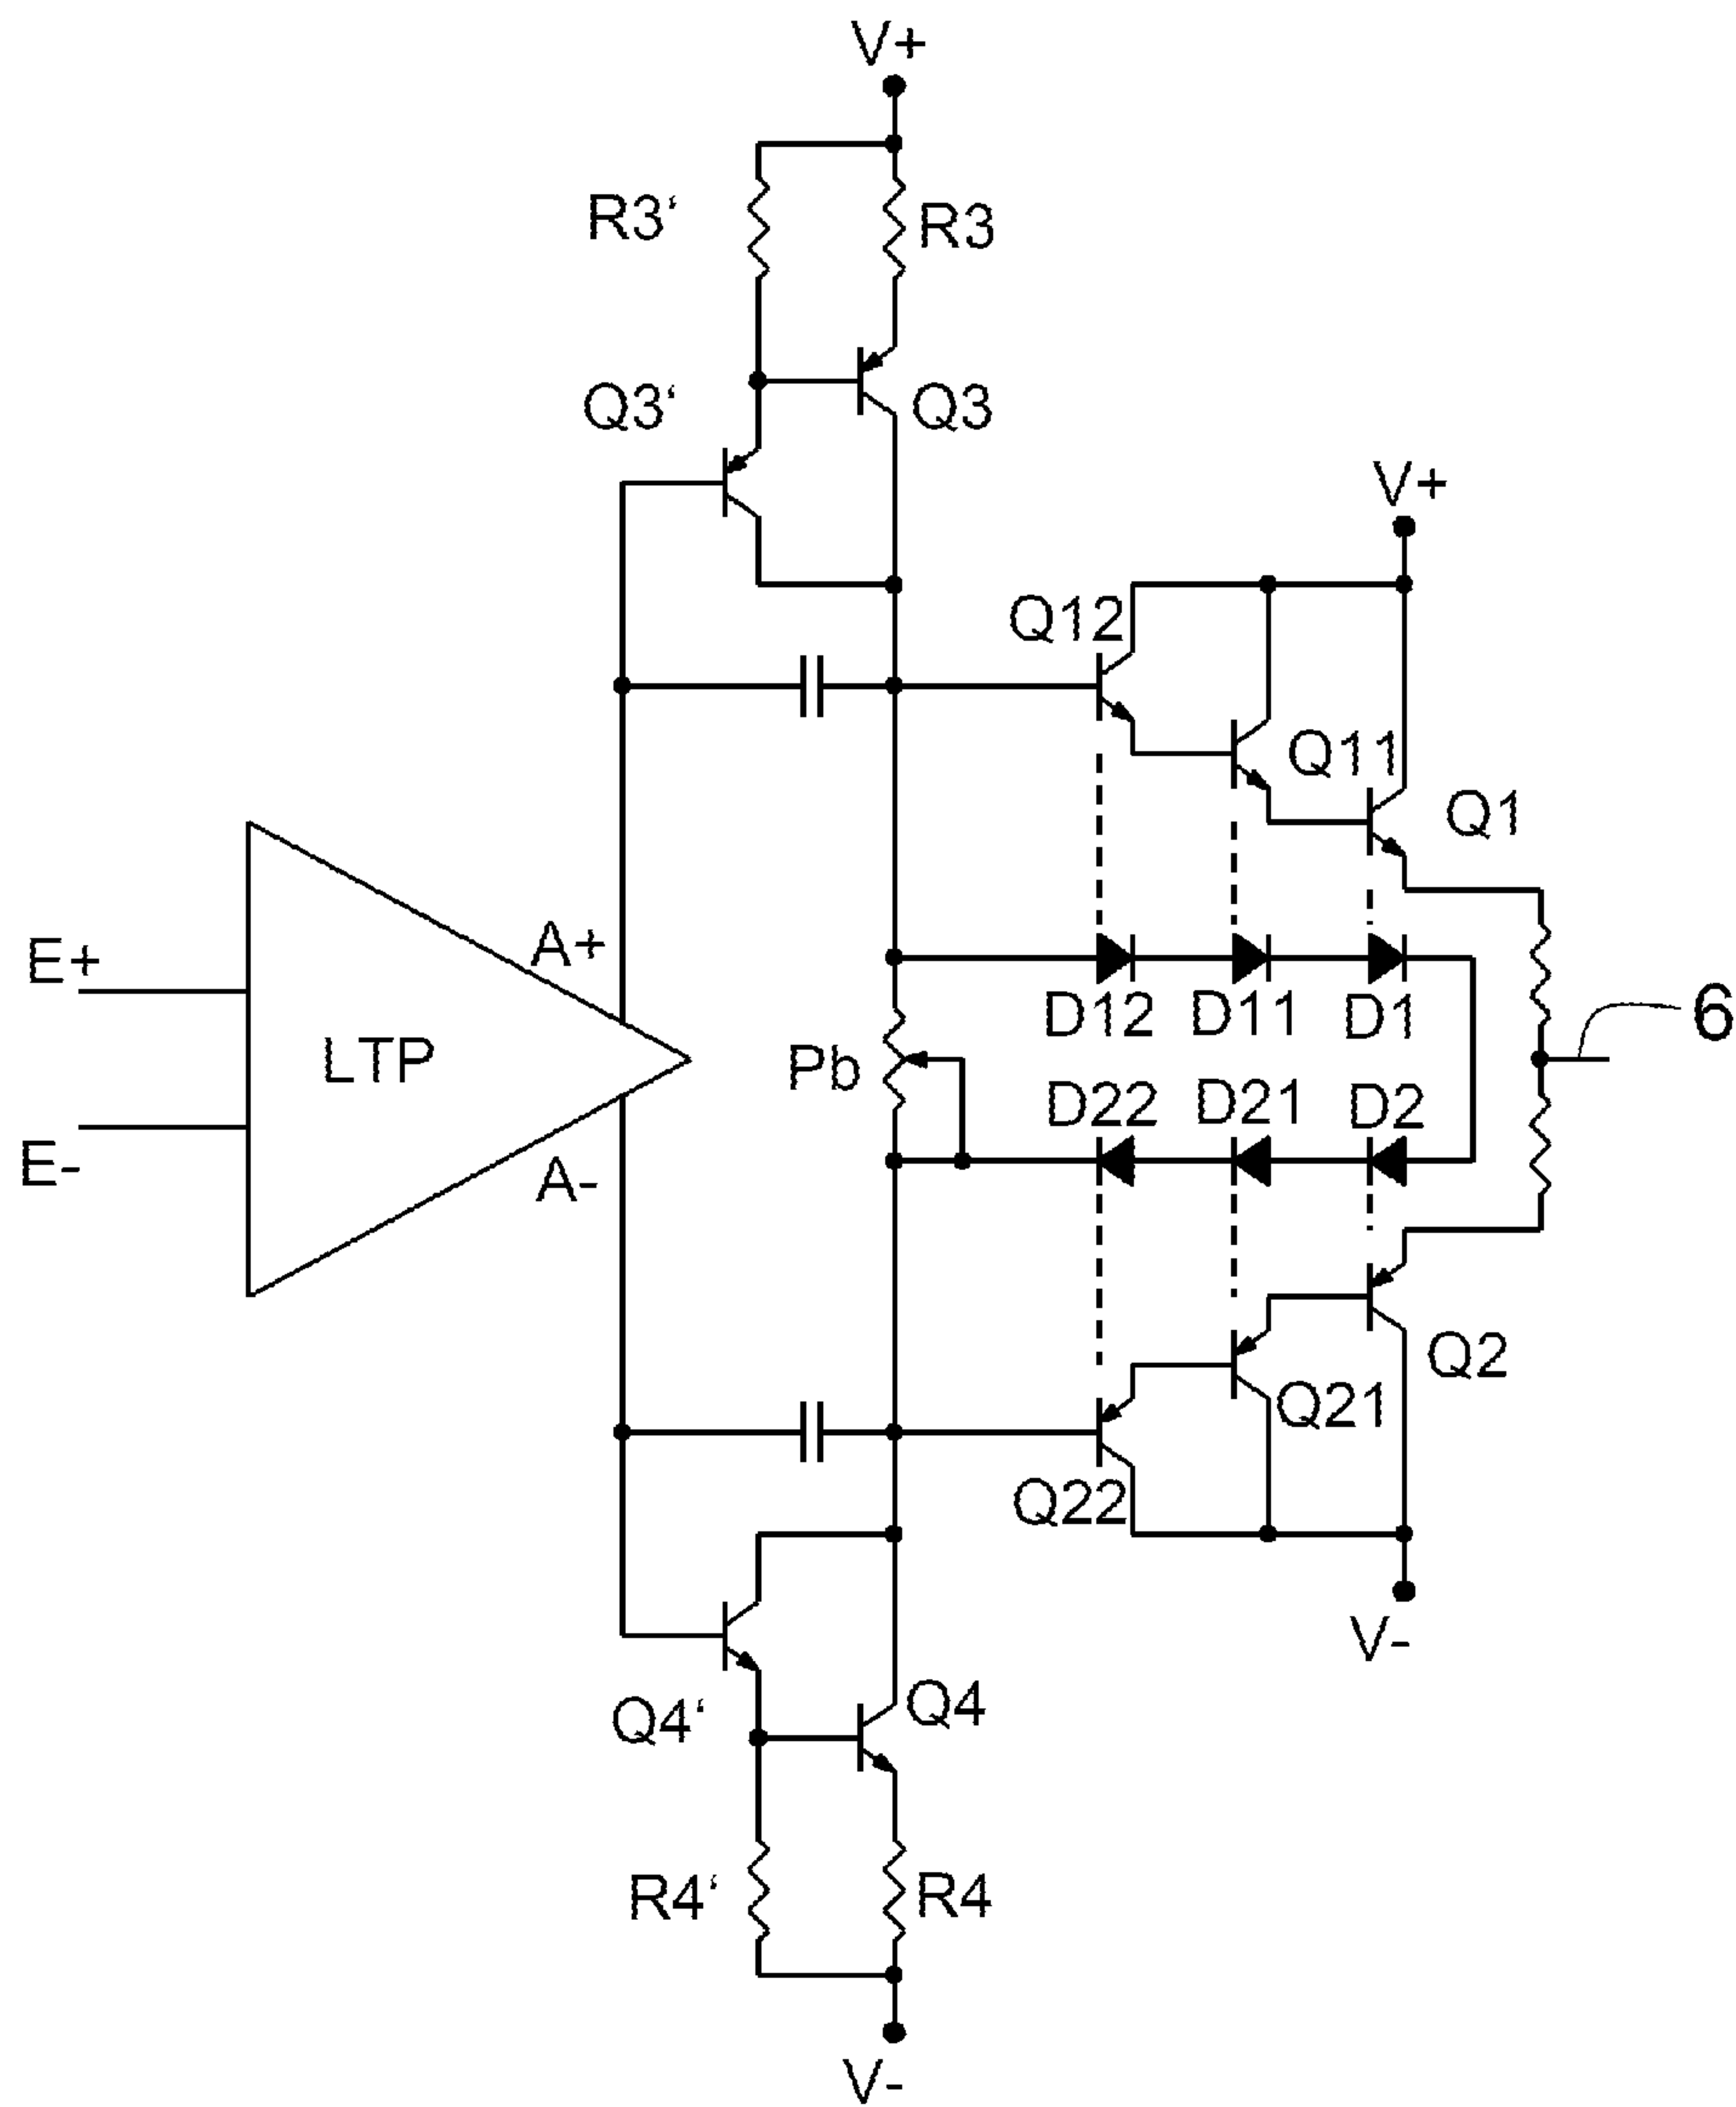 V+
R3‘
R3
Q3‘
Q3
V+
Q12
Q11
Q1
A+
E+
D12
D11
D1
6
LTP
Pb
D22
D21
D2
E-
A-
Q2
Q21
Q22
V-
Q4‘
Q4
R4‘
R4
V-